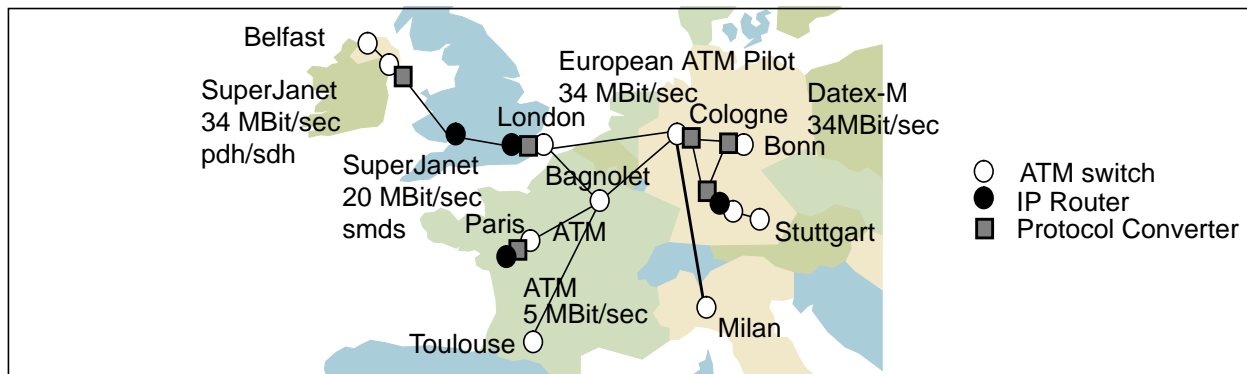 Belfast
SuperJanet
34 MBit/sec
pdh/sdh
SuperJanet
20 MBit/sec
smds
London
European ATM Pilot
34 MBit/sec
Cologne
Datex-M
34MBit/sec
Bonn
Bagnolet
Paris
ATM
Stuttgart
ATM
5 MBit/sec
Toulouse
Milan
ATM switch
IP Router
Protocol Converter